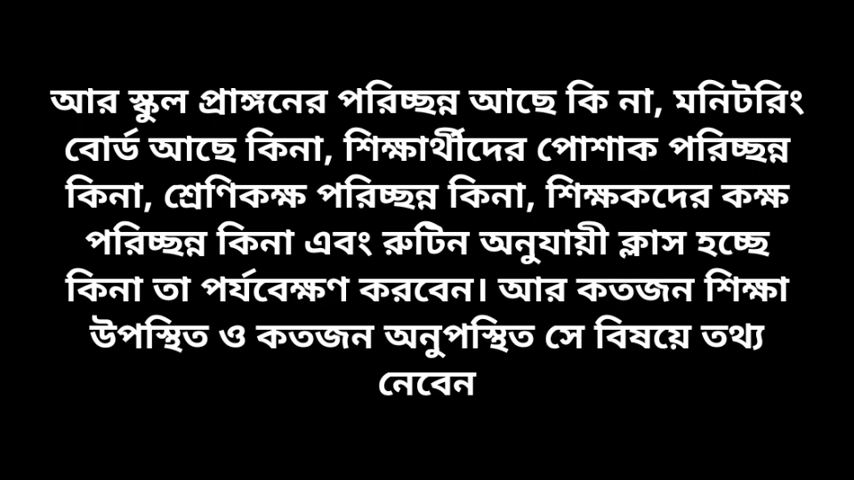 আর স্কুল প্রাঙ্গনের পরিচ্ছন্ন আছে কি না, মনিটরিং
বোর্ড আছে কিনা, শিক্ষার্থীদের পোশাক পরিচ্ছন্ন
কিনা, শ্রেণিকক্ষ পরিচ্ছন্ন কিনা, শিক্ষকদের কক্ষ
পরিচ্ছন্ন কিনা এবং রুটিন অনুযায়ী ক্লাস হচ্ছে
কিনা তা পর্যবেক্ষণ করবেন। আর কতজন শিক্ষা
উপস্থিত ও কতজন অনুপস্থিত সে বিষয়ে তথ্য
নেবেন